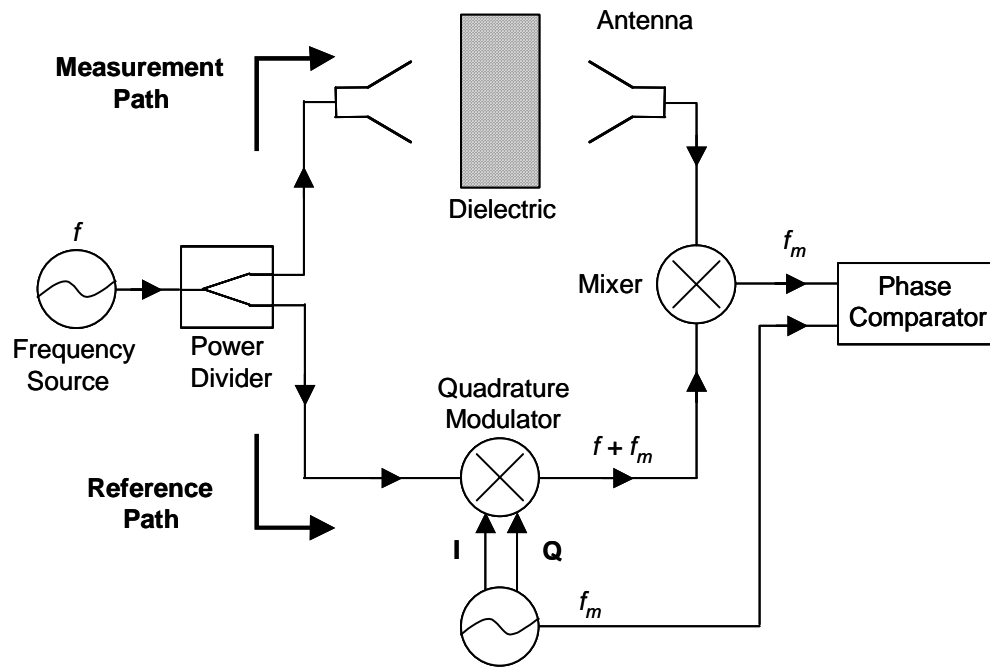 Antenna
Measurement
Path
Dielectric
f
f_m
Mixer
Phase
Comparator
Frequency
Source
Power
Divider
Quadrature
Modulator
f + f_m
Reference
Path
I
Q
f_m